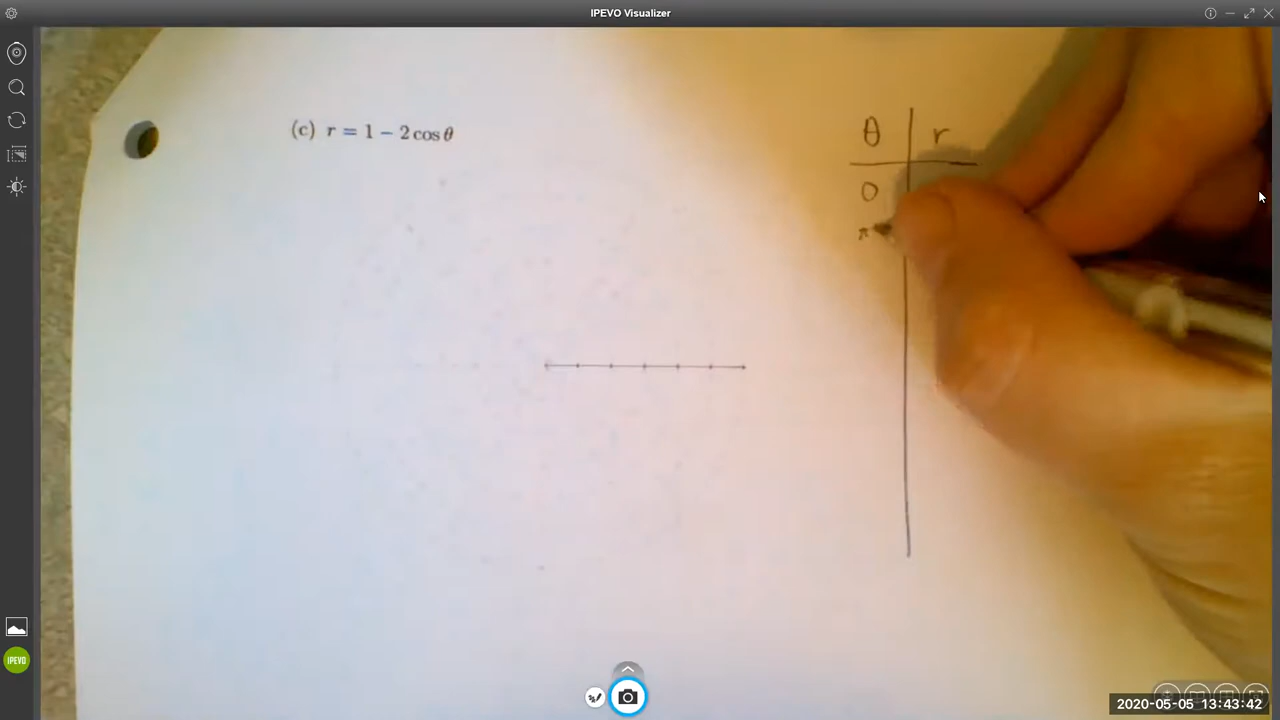 IPEVO Visualizer
(c) r = 1 − 2 cos θ
θ r
0
π
IPEVO
2020-05-05 13:43:42